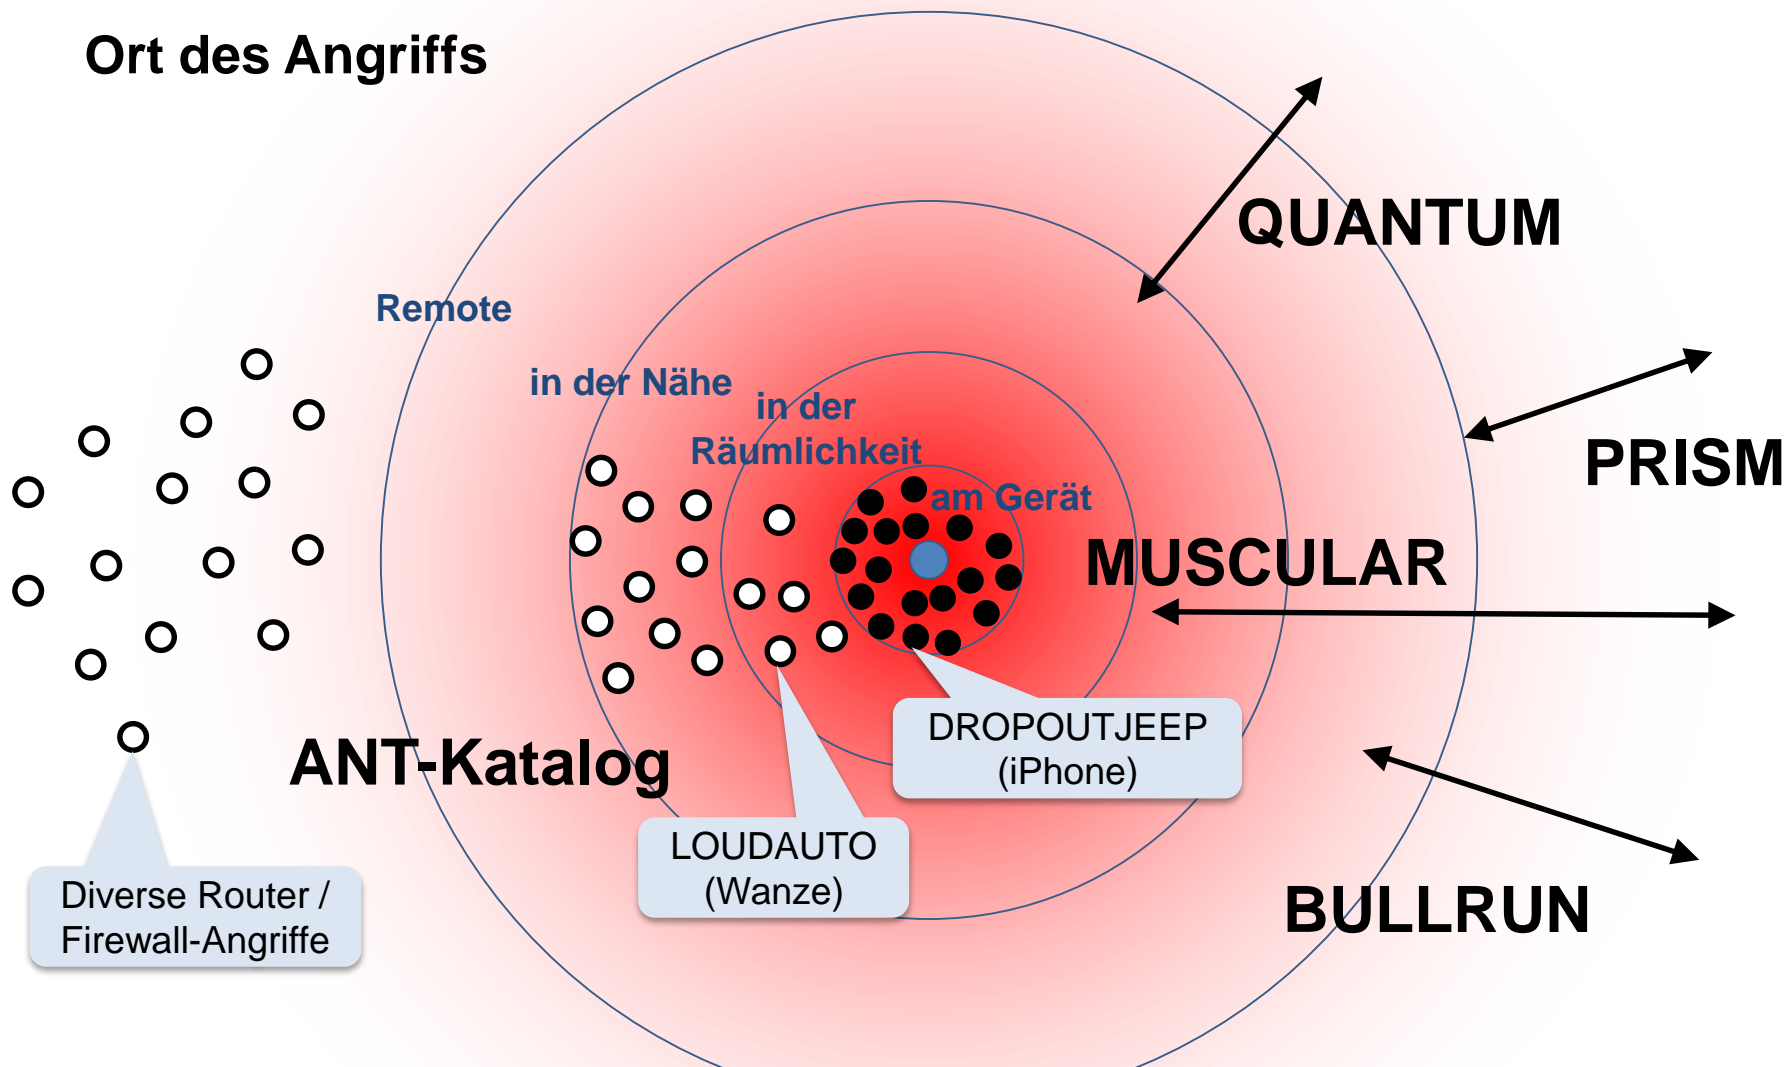 Ort des Angriffs
QUANTUM
Remote
in der Nähe
in der
Räumlichkeit
am Gerät
PRISM
MUSCULAR
ANT-Katalog
DROPOUTJEEP
(iPhone)
LOUDAUTO
(Wanze)
Diverse Router /
Firewall-Angriffe
BULLRUN